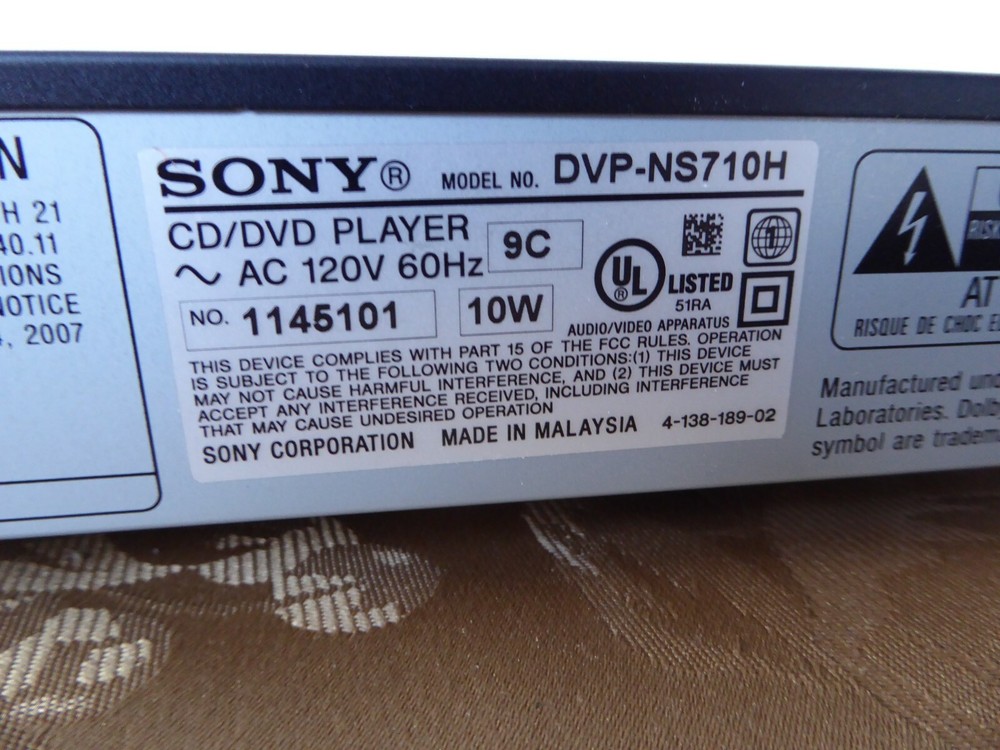 N
H 21
40.11
IONS
NOTICE
, 2007
SONY® MODEL NO. DVP-NS710H
CD/DVD PLAYER 9C
~ AC 120V 60Hz
NO. 1145101 10W
UL® LISTED
51RA
AUDIO/VIDEO APPARATUS
THIS DEVICE COMPLIES WITH PART 15 OF THE FCC RULES. OPERATION
IS SUBJECT TO THE FOLLOWING TWO CONDITIONS:(1) THIS DEVICE
MAY NOT CAUSE HARMFUL INTERFERENCE, AND (2) THIS DEVICE MUST
ACCEPT ANY INTERFERENCE RECEIVED, INCLUDING INTERFERENCE
THAT MAY CAUSE UNDESIRED OPERATION
SONY CORPORATION MADE IN MALAYSIA 4-138-189-02
1
RISK
AT
RISQUE DE CHOC E
Manufactured und
Laboratories. Dolb
symbol are tradem